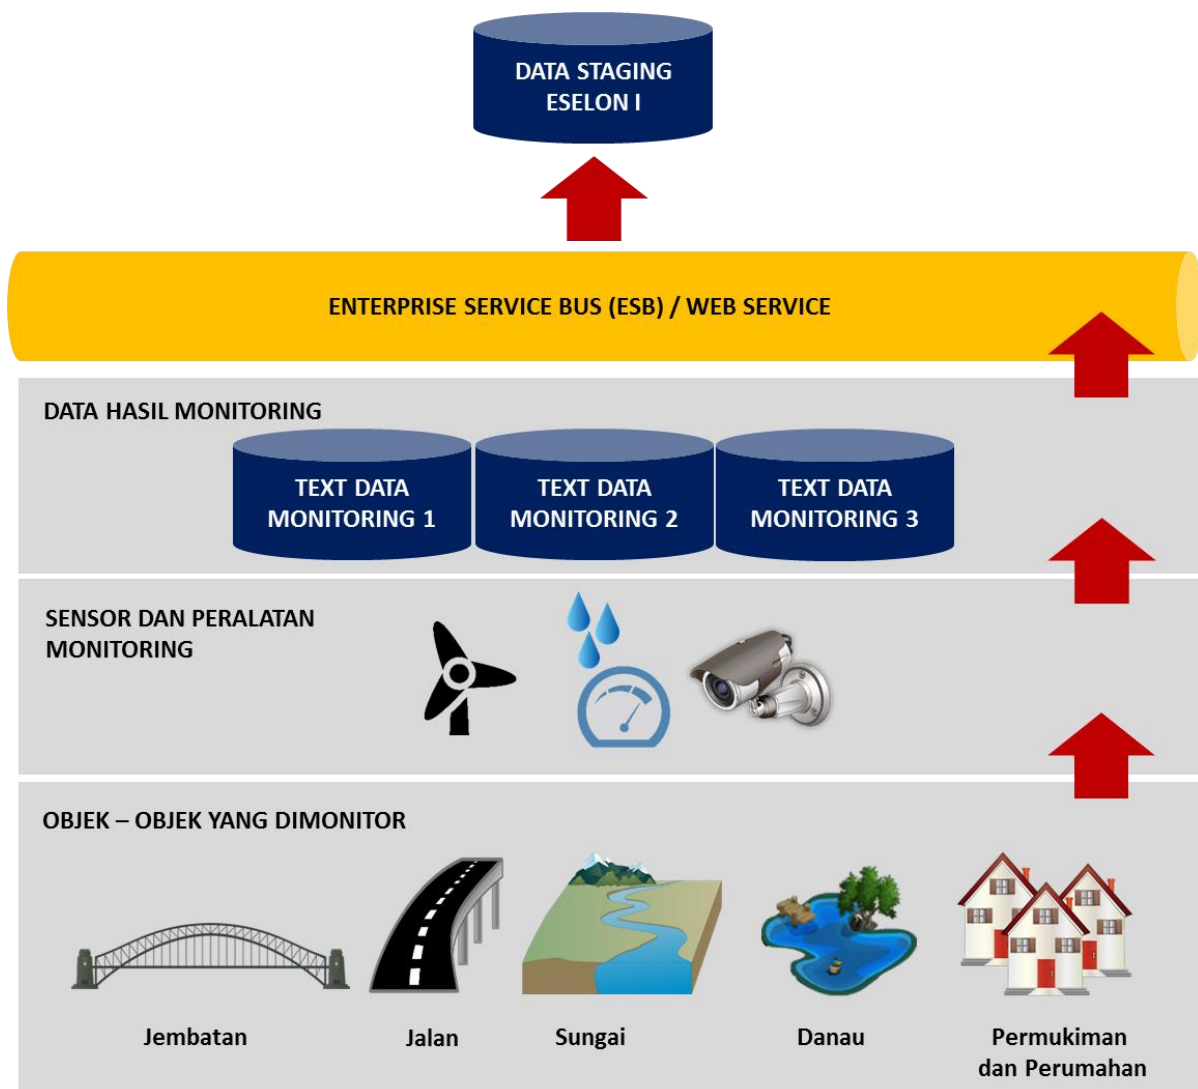 DATA STAGING
ESELON I
ENTERPRISE SERVICE BUS (ESB) / WEB SERVICE
DATA HASIL MONITORING
TEXT DATA
MONITORING 1
TEXT DATA
MONITORING 2
TEXT DATA
MONITORING 3
SENSOR DAN PERALATAN
MONITORING
OBJEK – OBJEK YANG DIMONITOR
Jembatan
Jalan
Sungai
Danau
Permukiman
dan Perumahan